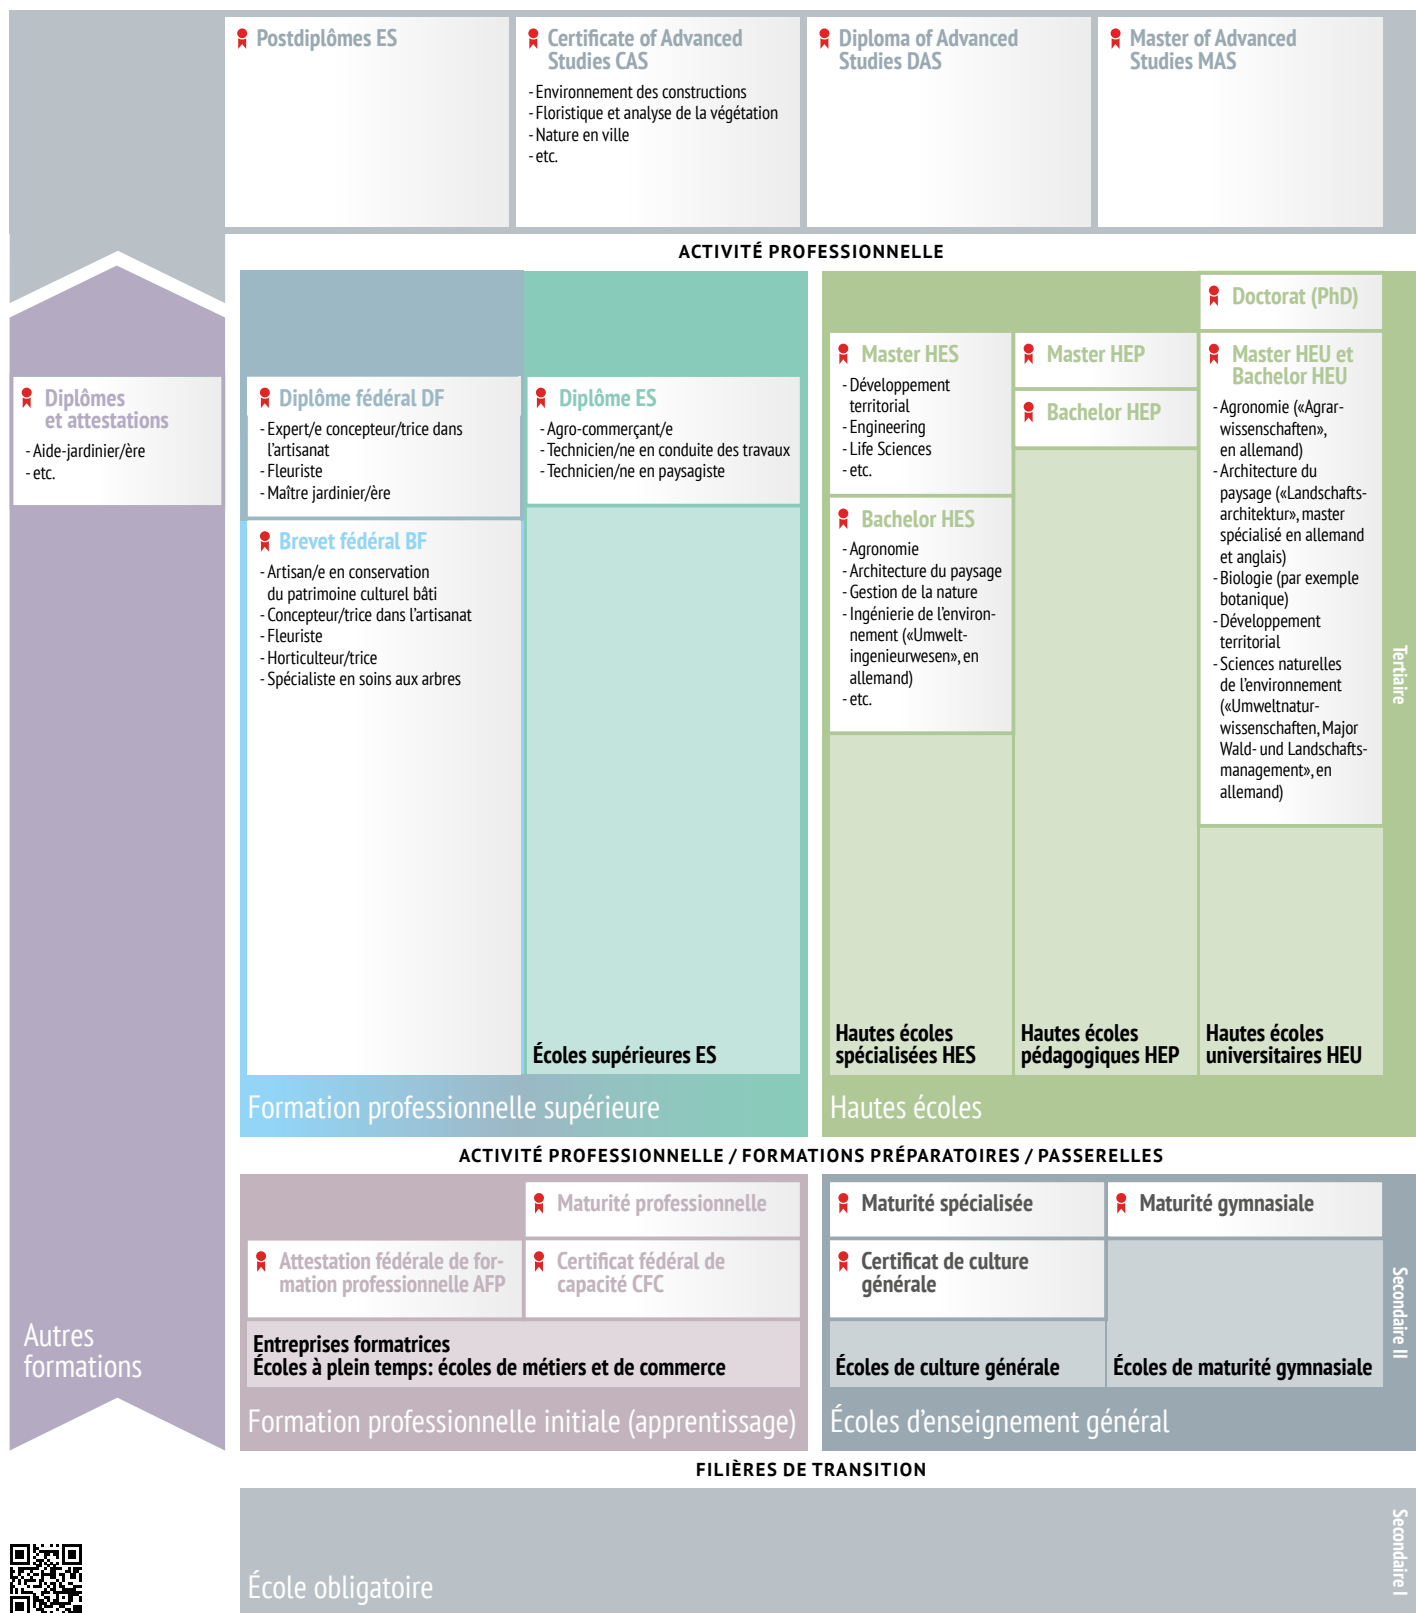 Postdiplômes ES
Certificate of Advanced
Studies CAS
- Environnement des constructions
- Floristique et analyse de la végétation
- Nature en ville
- etc.
Diploma of Advanced
Studies DAS
Master of Advanced
Studies MAS
ACTIVITÉ PROFESSIONNELLE
Diplômes
et attestations
- Aide-jardinier/ère
- etc.
Autres
formations
Diplôme fédéral DF
- Expert/e concepteur/trice dans
l’artisanat
- Fleuriste
- Maître jardinier/ère
Brevet fédéral BF
- Artisan/e en conservation
du patrimoine culturel bâti
- Concepteur/trice dans l’artisanat
- Fleuriste
- Horticulteur/trice
- Spécialiste en soins aux arbres
Diplôme ES
- Agro-commerçant/e
- Technicien/ne en conduite des travaux
- Technicien/ne en paysagiste
Écoles supérieures ES
Formation professionnelle supérieure
Master HES
- Développement
territorial
- Engineering
- Life Sciences
- etc.
Bachelor HES
- Agronomie
- Architecture du paysage
- Gestion de la nature
- Ingénierie de l’environ-
nement («Umwelt-
ingenieurwesen», en
allemand)
- etc.
Hautes écoles
spécialisées HES
Master HEP
Bachelor HEP
Hautes écoles
pédagogiques HEP
Doctorat (PhD)
Master HEU et
Bachelor HEU
- Agronomie («Agrar-
wissenschaften»,
en allemand)
- Architecture du
paysage («Landschafts-
architektur», master
spécialisé en allemand
et anglais)
- Biologie (par exemple
botanique)
- Développement
territorial
- Sciences naturelles
de l’environnement
(«Umweltnatur-
wissenschaften, Major
Wald- und Landschafts-
management», en
allemand)
Hautes écoles
universitaires HEU
Hautes écoles
Tertiaire
ACTIVITÉ PROFESSIONNELLE / FORMATIONS PRÉPARATOIRES / PASSERELLES
Maturité professionnelle
Attestation fédérale de for-
mation professionnelle AFP
Certificat fédéral de
capacité CFC
Entreprises formatrices
Écoles à plein temps: écoles de métiers et de commerce
Formation professionnelle initiale (apprentissage)
Maturité spécialisée
Certificat de culture
générale
Écoles de culture générale
Maturité gymnasiale
Écoles de maturité gymnasiale
Écoles d’enseignement général
Secondaire II
FILIÈRES DE TRANSITION
École obligatoire
Secondaire I